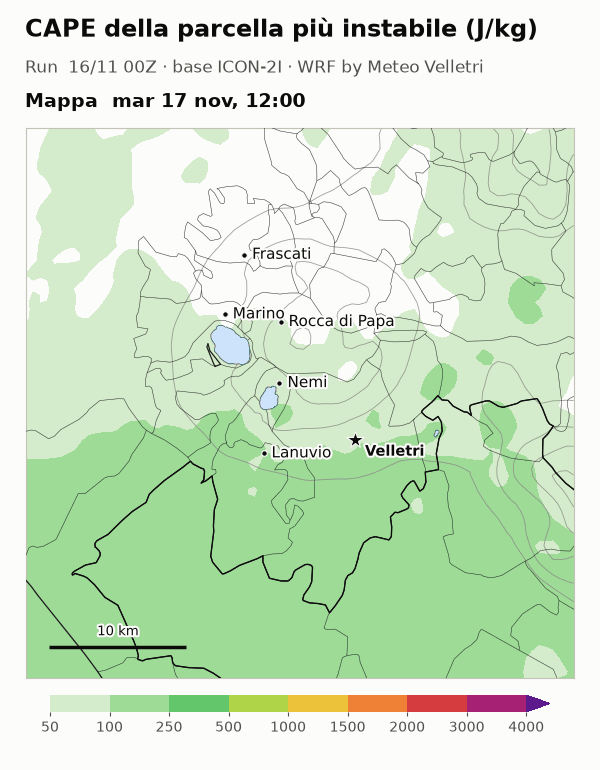 CAPE della parcella più instabile (J/kg)
Run  16/11 00Z · base ICON-2I · WRF by Meteo Velletri
Mappa  mar 17 nov, 12:00
Frascati
Marino
Rocca di Papa
Nemi
Velletri
Lanuvio
10 km
50 100 250 500 1000 1500 2000 3000 4000